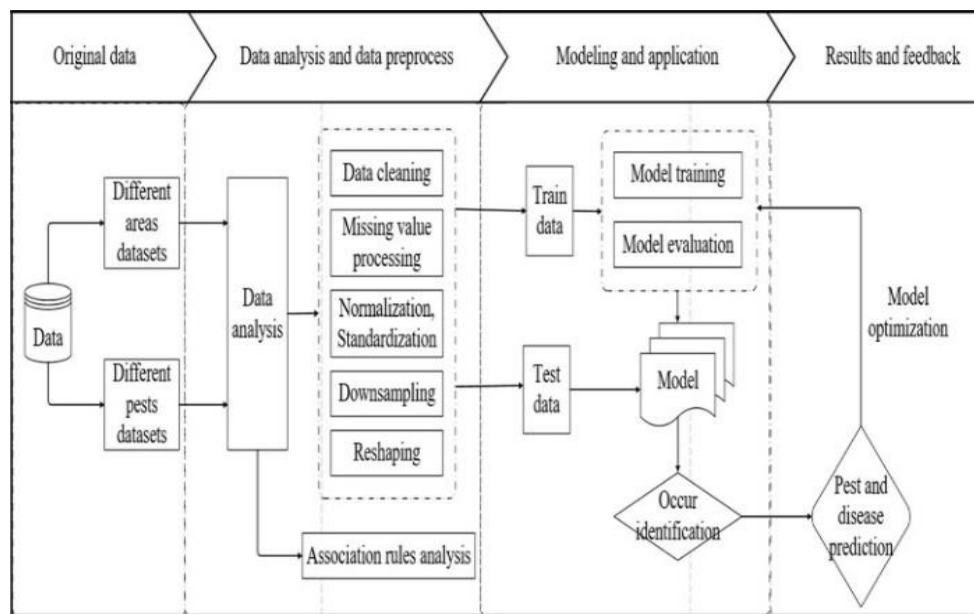 Original data
Data analysis and data preprocess
Modeling and application
Results and feedback
Data
Different
areas
datasets
Different
pests
datasets
Data
analysis
Data cleaning
Missing value
processing
Normalization,
Standardization
Downsampling
Reshaping
Association rules analysis
Train
data
Test
data
Model training
Model evaluation
Model
Occur
identification
Model
optimization
Pest and
disease
prediction